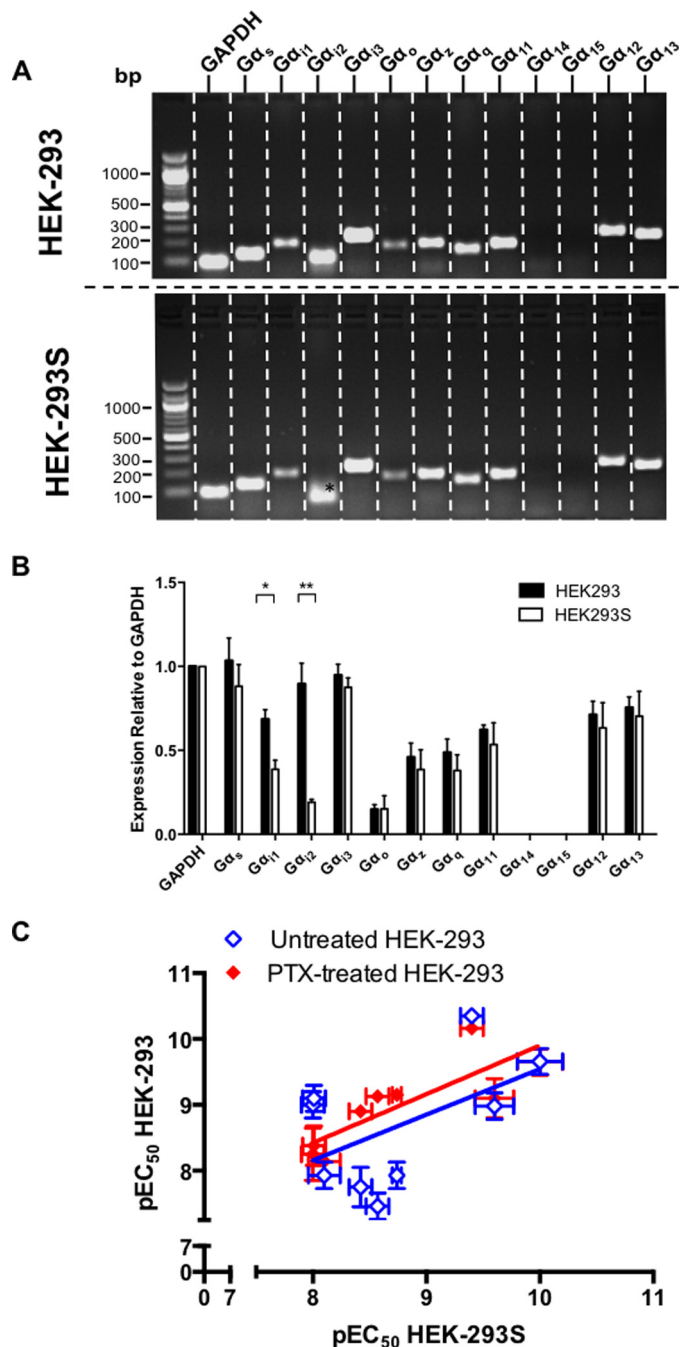 A
bp
GAPDH
Gαs
Gαi1
Gαi2
Gαi3
Gαo
Gαz
Gαq
Gα11
Gα14
Gα15
Gα12
Gα13
HEK-293
1000
500
300
200
100
HEK-293S
1000
500
300
200
100
*
B
Expression Relative to GAPDH
1.5
1.0
0.5
0.0
*
**
HEK293
HEK293S
GAPDH
Gαs
Gαi1
Gαi2
Gαi3
Gαo
Gαz
Gαq
Gα11
Gα14
Gα15
Gα12
Gα13
C
Untreated HEK-293
PTX-treated HEK-293
pEC50 HEK-293
11
10
9
8
7
0
0 7 8 9 10 11
pEC50 HEK-293S